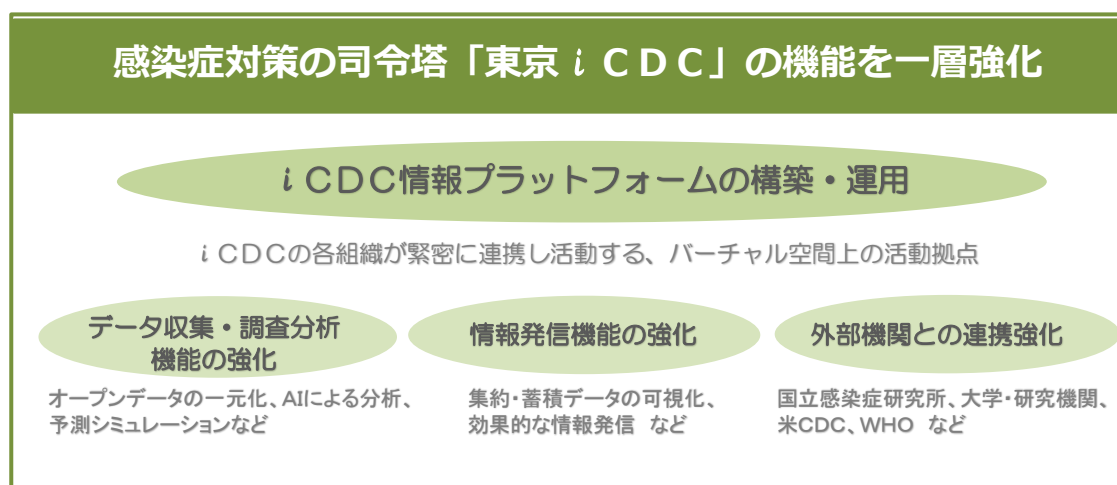 感染症対策の司令塔「東京ｉＣＤＣ」の機能を一層強化
ｉＣＤＣ情報プラットフォームの構築・運用
ｉＣＤＣの各組織が緊密に連携し活動する、バーチャル空間上の活動拠点
データ収集・調査分析
機能の強化
オープンデータの一元化、AIによる分析、
予測シミュレーションなど
情報発信機能の強化
集約・蓄積データの可視化、
効果的な情報発信　など
外部機関との連携強化
国立感染症研究所、大学・研究機関、
米CDC、WHO　など